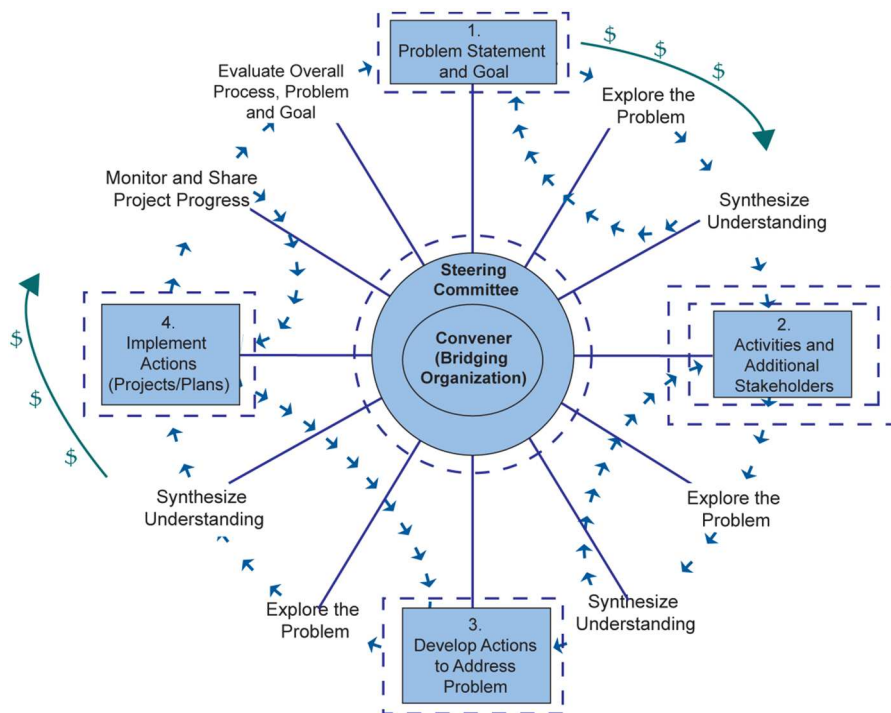 1.
Problem Statement
and Goal
$
$
$
Explore the
Problem
Synthesize
Understanding
2.
Activities and
Additional
Stakeholders
Explore the
Problem
Synthesize
Understanding
3.
Develop Actions
to Address
Problem
Explore the
Problem
Synthesize
Understanding
4.
Implement
Actions
(Projects/Plans)
$
$
$
Monitor and Share
Project Progress
Evaluate Overall
Process, Problem
and Goal
Steering
Committee
Convener
(Bridging
Organization)